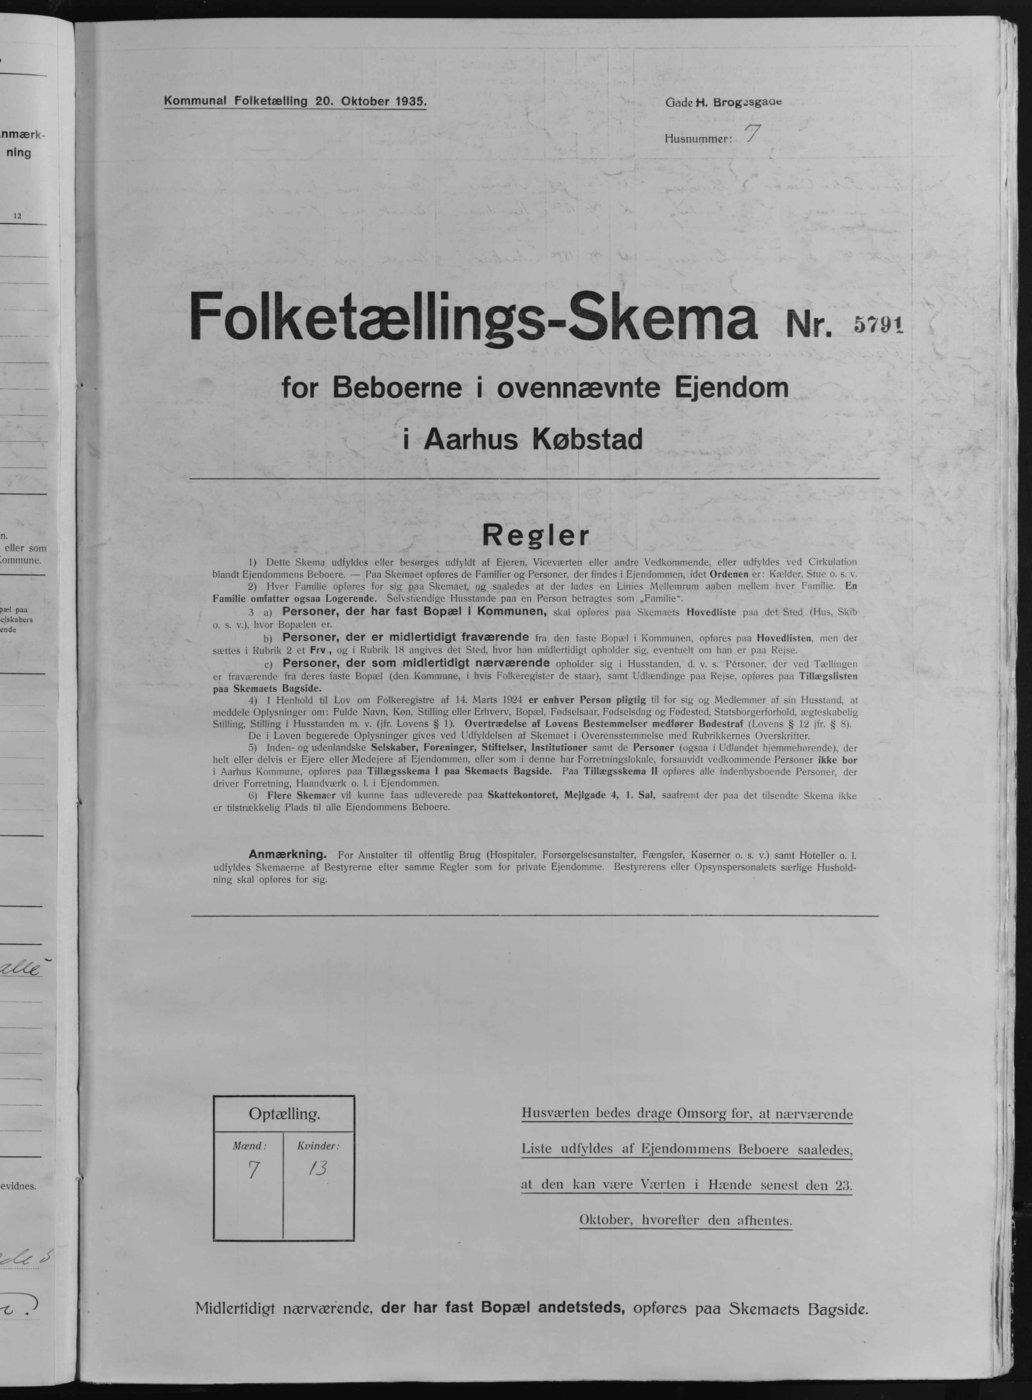 nmærk-
ning
12
n.
eller som
Kommune.
pæl paa
elskabers
ende
allé
evidnes.
Kommunal Folketælling 20. Oktober 1935.
Gade H. Brogesgade
Husnummer: 7
Folketællings-Skema Nr. 5791
for Beboerne i ovennævnte Ejendom
i Aarhus Købstad
Regler
1) Dette Skema udfyldes eller besørges udfyldt af Ejeren, Viceværten eller andre Vedkommende, eller udfyldes ved Cirkulation
blandt Ejendommens Beboere. — Paa Skemaet opføres de Familier og Personer, der findes i Ejendommen, idet Ordenen er: Kælder, Stue o. s. v.
2) Hver Familie opføres for sig paa Skemaet, og saaledes at der lades en Linies Mellemrum aaben mellem hver Familie. En
Familie omfatter ogsaa Logerende. Selvstændige Husstande paa en Person betragtes som „Familie“.
3 a) Personer, der har fast Bopæl i Kommunen, skal opføres paa Skemaets Hovedliste paa det Sted (Hus, Skib
o. s. v.), hvor Bopælen er.
b) Personer, der er midlertidigt fraværende fra den faste Bopæl i Kommunen, opføres paa Hovedlisten, men der
sættes i Rubrik 2 et Frv., og i Rubrik 18 angives det Sted, hvor han midlertidigt opholder sig, eventuelt om han er paa Rejse.
c) Personer, der som midlertidigt nærværende opholder sig i Husstanden, d. v. s. Personer, der ved Tællingen
er fraværende fra deres faste Bopæl (den Kommune, i hvis Folkeregister de staar), samt Udlændinge paa Rejse, opføres paa Tillægslisten
paa Skemaets Bagside.
4) I Henhold til Lov om Folkeregistre af 14. Marts 1924 er enhver Person pligtig til for sig og Medlemmer af sin Husstand, at
meddele Oplysninger om: Fulde Navn, Køn, Stilling eller Erhverv, Bopæl, Fødselsaar, Fødselsdag og Fødested, Statsborgerforhold, ægteskabelig
Stilling, Stilling i Husstanden m. v. (jfr. Lovens § 1). Overtrædelse af Lovens Bestemmelser medfører Bødestraf (Lovens § 12 jfr. § 8).
De i Loven begærede Oplysninger gives ved Udfyldelsen af Skemaet i Overensstemmelse med Rubrikkernes Overskrifter.
5) Inden- og udenlandske Selskaber, Foreninger, Stiftelser, Institutioner samt de Personer (ogsaa i Udlandet hjemmehørende), der
helt eller delvis er Ejere eller Medejere af Ejendommen, eller som i denne har Forretningslokale, forsaavidt vedkommende Personer ikke bor
i Aarhus Kommune, opføres paa Tillægsskema I paa Skemaets Bagside. Paa Tillægsskema II opføres alle indenbysboende Personer, der
driver Forretning, Haandværk o. l. i Ejendommen.
6) Flere Skemaer vil kunne faas udleverede paa Skattekontoret, Mejlgade 4, 1. Sal, saafremt der paa det tilsendte Skema ikke
er tilstrækkelig Plads til alle Ejendommens Beboere.
Anmærkning. For Anstalter til offentlig Brug (Hospitaler, Forsørgelsesanstalter, Fængsler, Kaserner o. s. v.) samt Hoteller o. l.
udfyldes Skemaerne af Bestyrerne efter samme Regler som for private Ejendomme. Bestyrerens eller Opsynspersonalets særlige Hushold-
ning skal opføres for sig.
Optælling.
Mænd: Kvinder:
7 13
Husværten bedes drage Omsorg for, at nærværende
Liste udfyldes af Ejendommens Beboere saaledes,
at den kan være Værten i Hænde senest den 23.
Oktober, hvorefter den afhentes.
Midlertidigt nærværende, der har fast Bopæl andetsteds, opføres paa Skemaets Bagside.